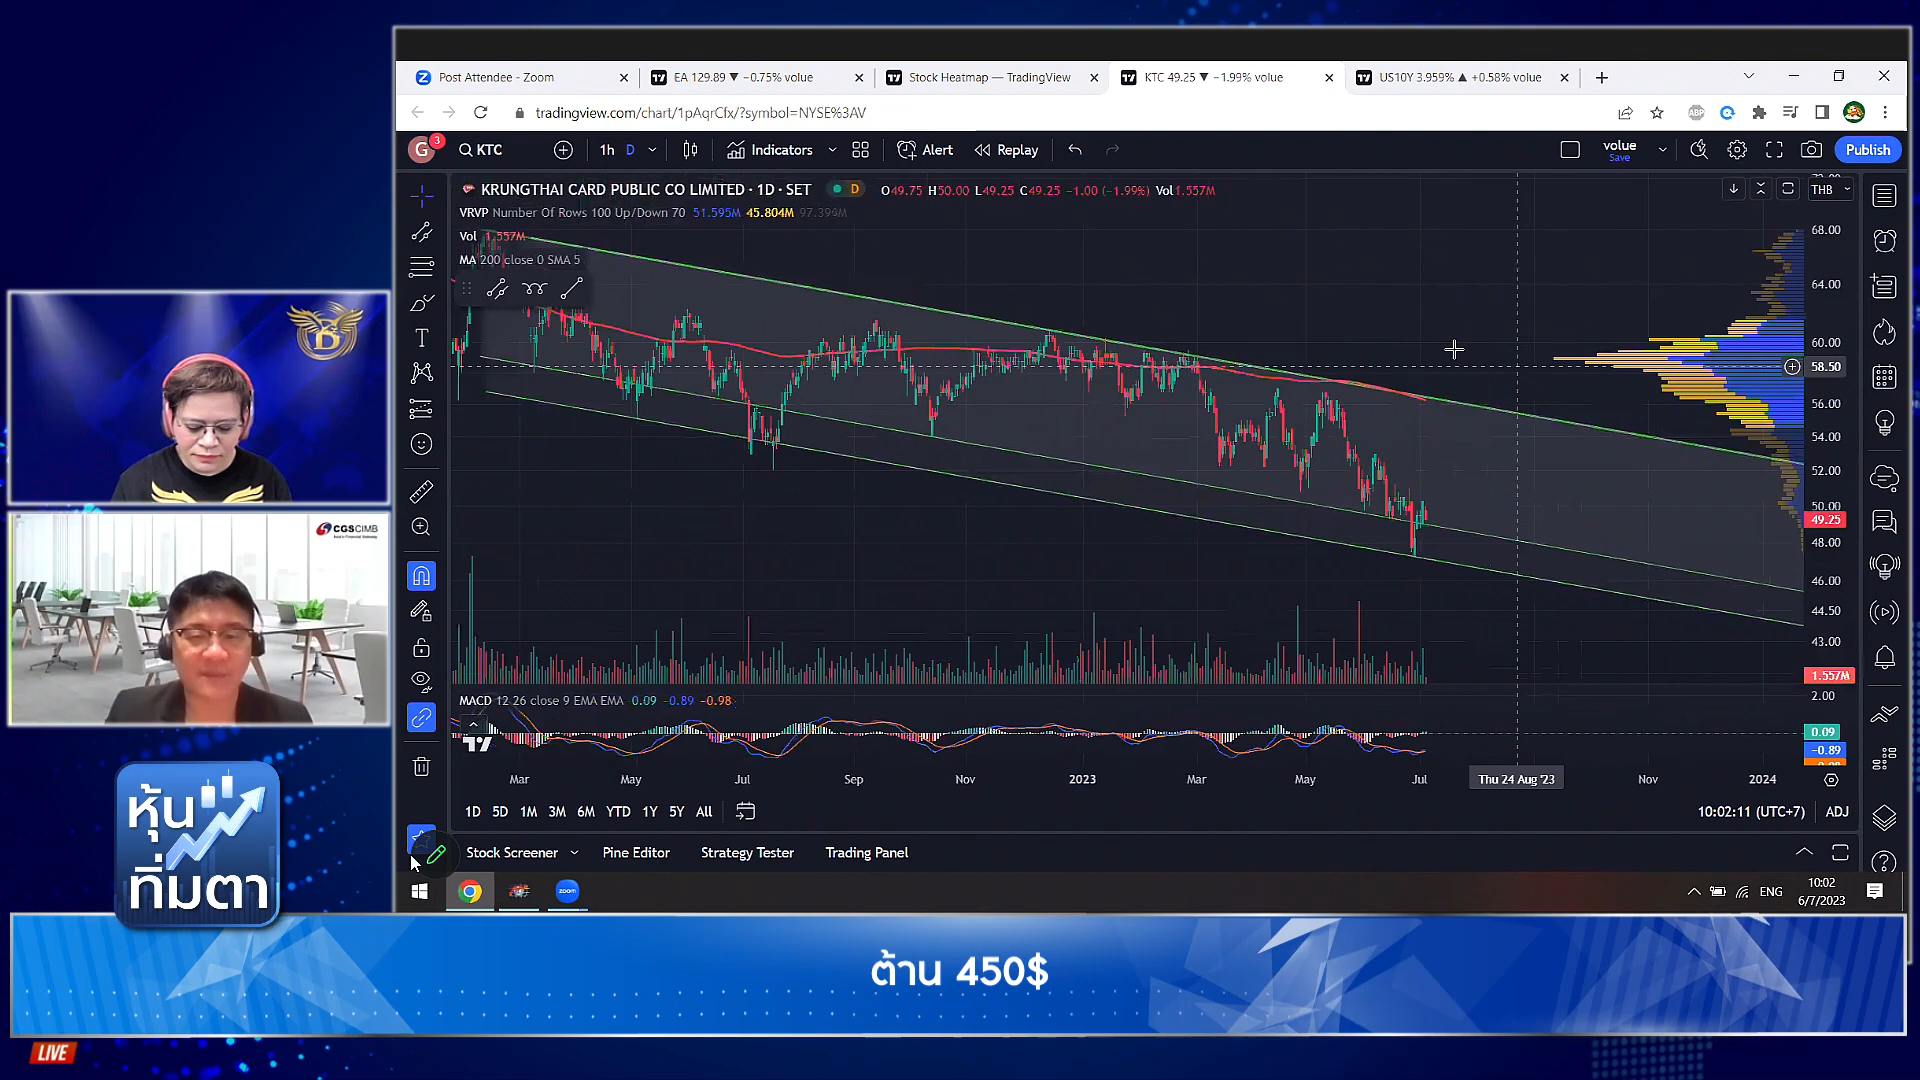 Post Attendee - Zoom
EA 129.89 ▼ −0.75% volue
Stock Heatmap — TradingView
KTC 49.25 ▼ −1.99% volue
US10Y 3.959% ▲ +0.58% volue
tradingview.com/chart/1pAqrCfx/?symbol=NYSE%3AV
ABP
G 3
KTC
1h D
Indicators
Alert
Replay
volue
Save
Publish
KRUNGTHAI CARD PUBLIC CO LIMITED · 1D · SET
D
O49.75 H50.00 L49.25 C49.25 −1.00 (−1.99%) Vol1.557M
THB
VRVP Number Of Rows 100 Up/Down 70 51.595M 45.804M 97.394M
Vol 1.557M
MA 200 close 0 SMA 5
68.00
64.00
60.00
58.50
56.00
54.00
52.00
50.00
49.25
48.00
46.00
44.50
43.00
1.557M
2.00
MACD 12 26 close 9 EMA EMA 0.09 −0.89 −0.98
0.09
−0.89
Mar
May
Jul
Sep
Nov
2023
Mar
May
Jul
Thu 24 Aug '23
Nov
2024
1D 5D 1M 3M 6M YTD 1Y 5Y All
10:02:11 (UTC+7)
ADJ
Stock Screener
Pine Editor
Strategy Tester
Trading Panel
zoom
ENG
10:02
6/7/2023
B
CGS CIMB
หุ้น
ทิ่มตา
ต้าน 450$
LIVE